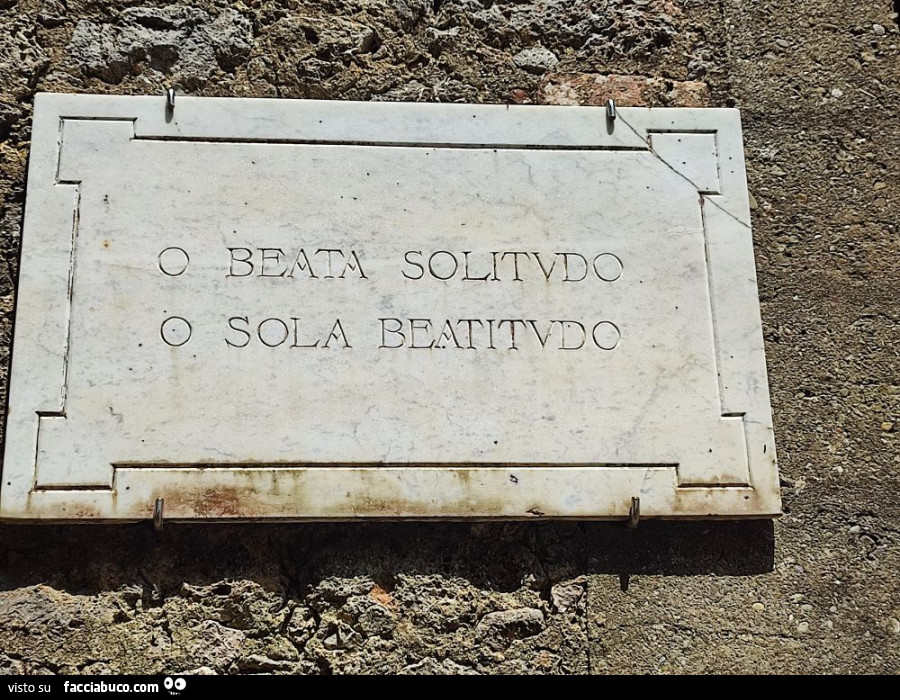 O BEATA SOLITVDO
O SOLA BEATITVDO
visto su facciabuco.com